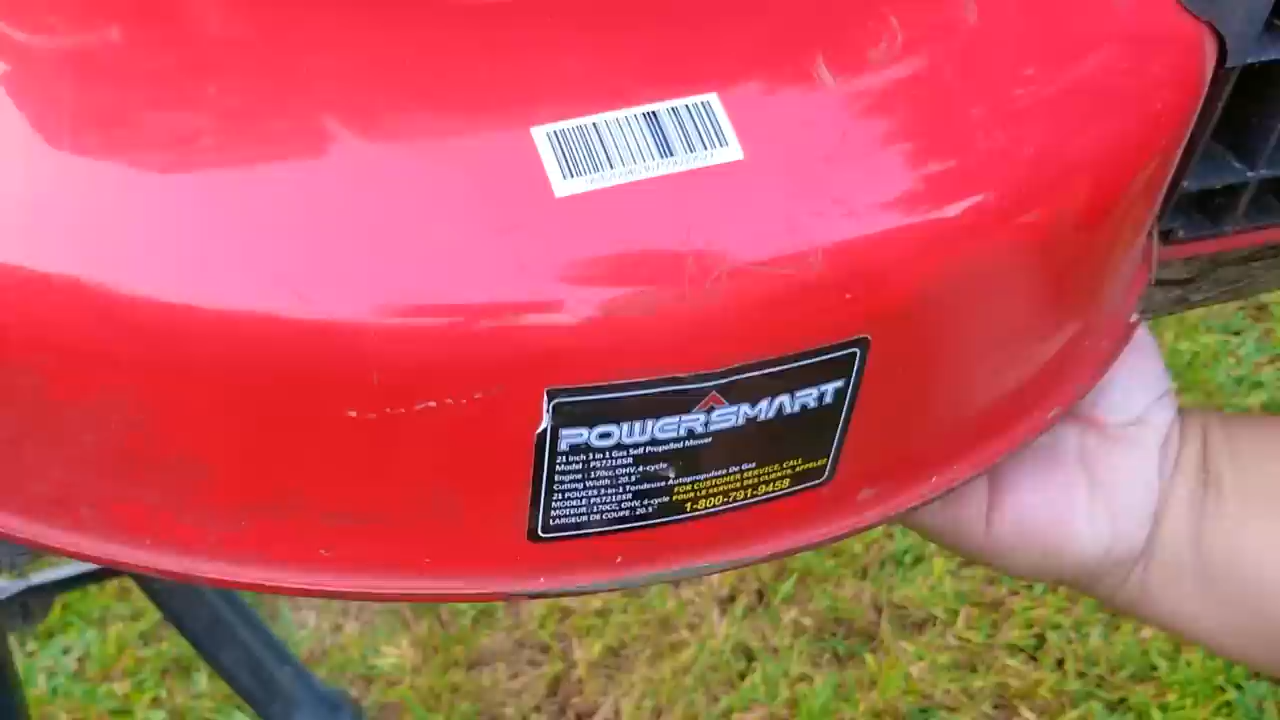 POWERSMART
21 Inch 3 in 1 Gas Self Propelled Mower
Model : PS7218SR
Engine : 170cc,OHV,4-cycle
Cutting Width : 20.5"
21 POUCES 3-in-1 Tondeuse Autopropulsée De Gaz
MODELE: PS7218SR
MOTEUR : 170CC, OHV, 4-cycle
LARGEUR DE COUPE : 20.5"
FOR CUSTOMER SERVICE, CALL
POUR LE SERVICE DES CLIENTS, APPELEZ
1-800-791-9458